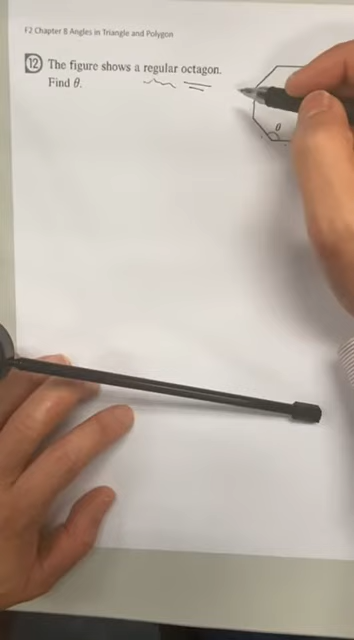 F2 Chapter 8 Angles in Triangle and Polygon
12 The figure shows a regular octagon.
Find θ.
θ